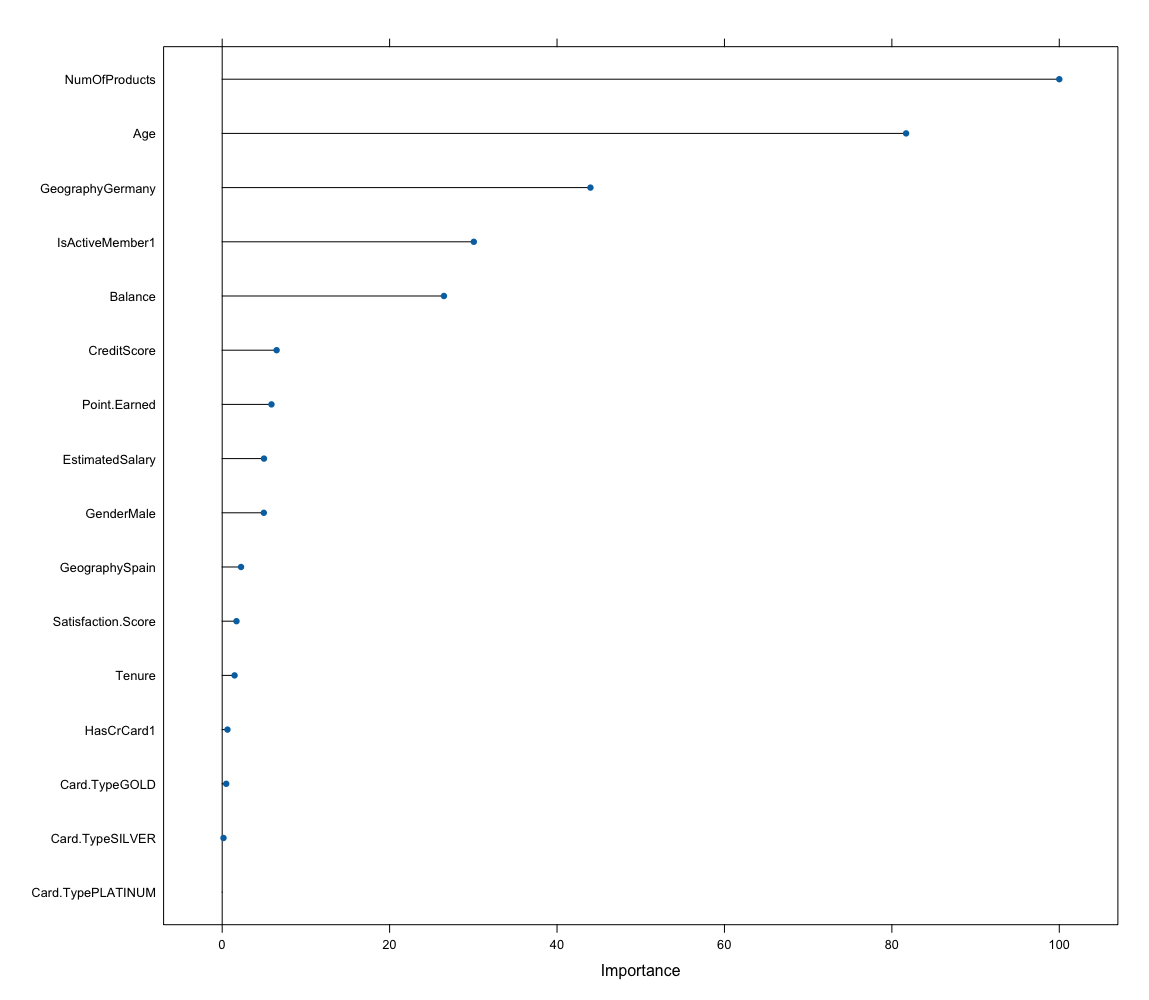 NumOfProducts
Age
GeographyGermany
IsActiveMember1
Balance
CreditScore
Point.Earned
EstimatedSalary
GenderMale
GeographySpain
Satisfaction.Score
Tenure
HasCrCard1
Card.TypeGOLD
Card.TypeSILVER
Card.TypePLATINUM
0 20 40 60 80 100
Importance